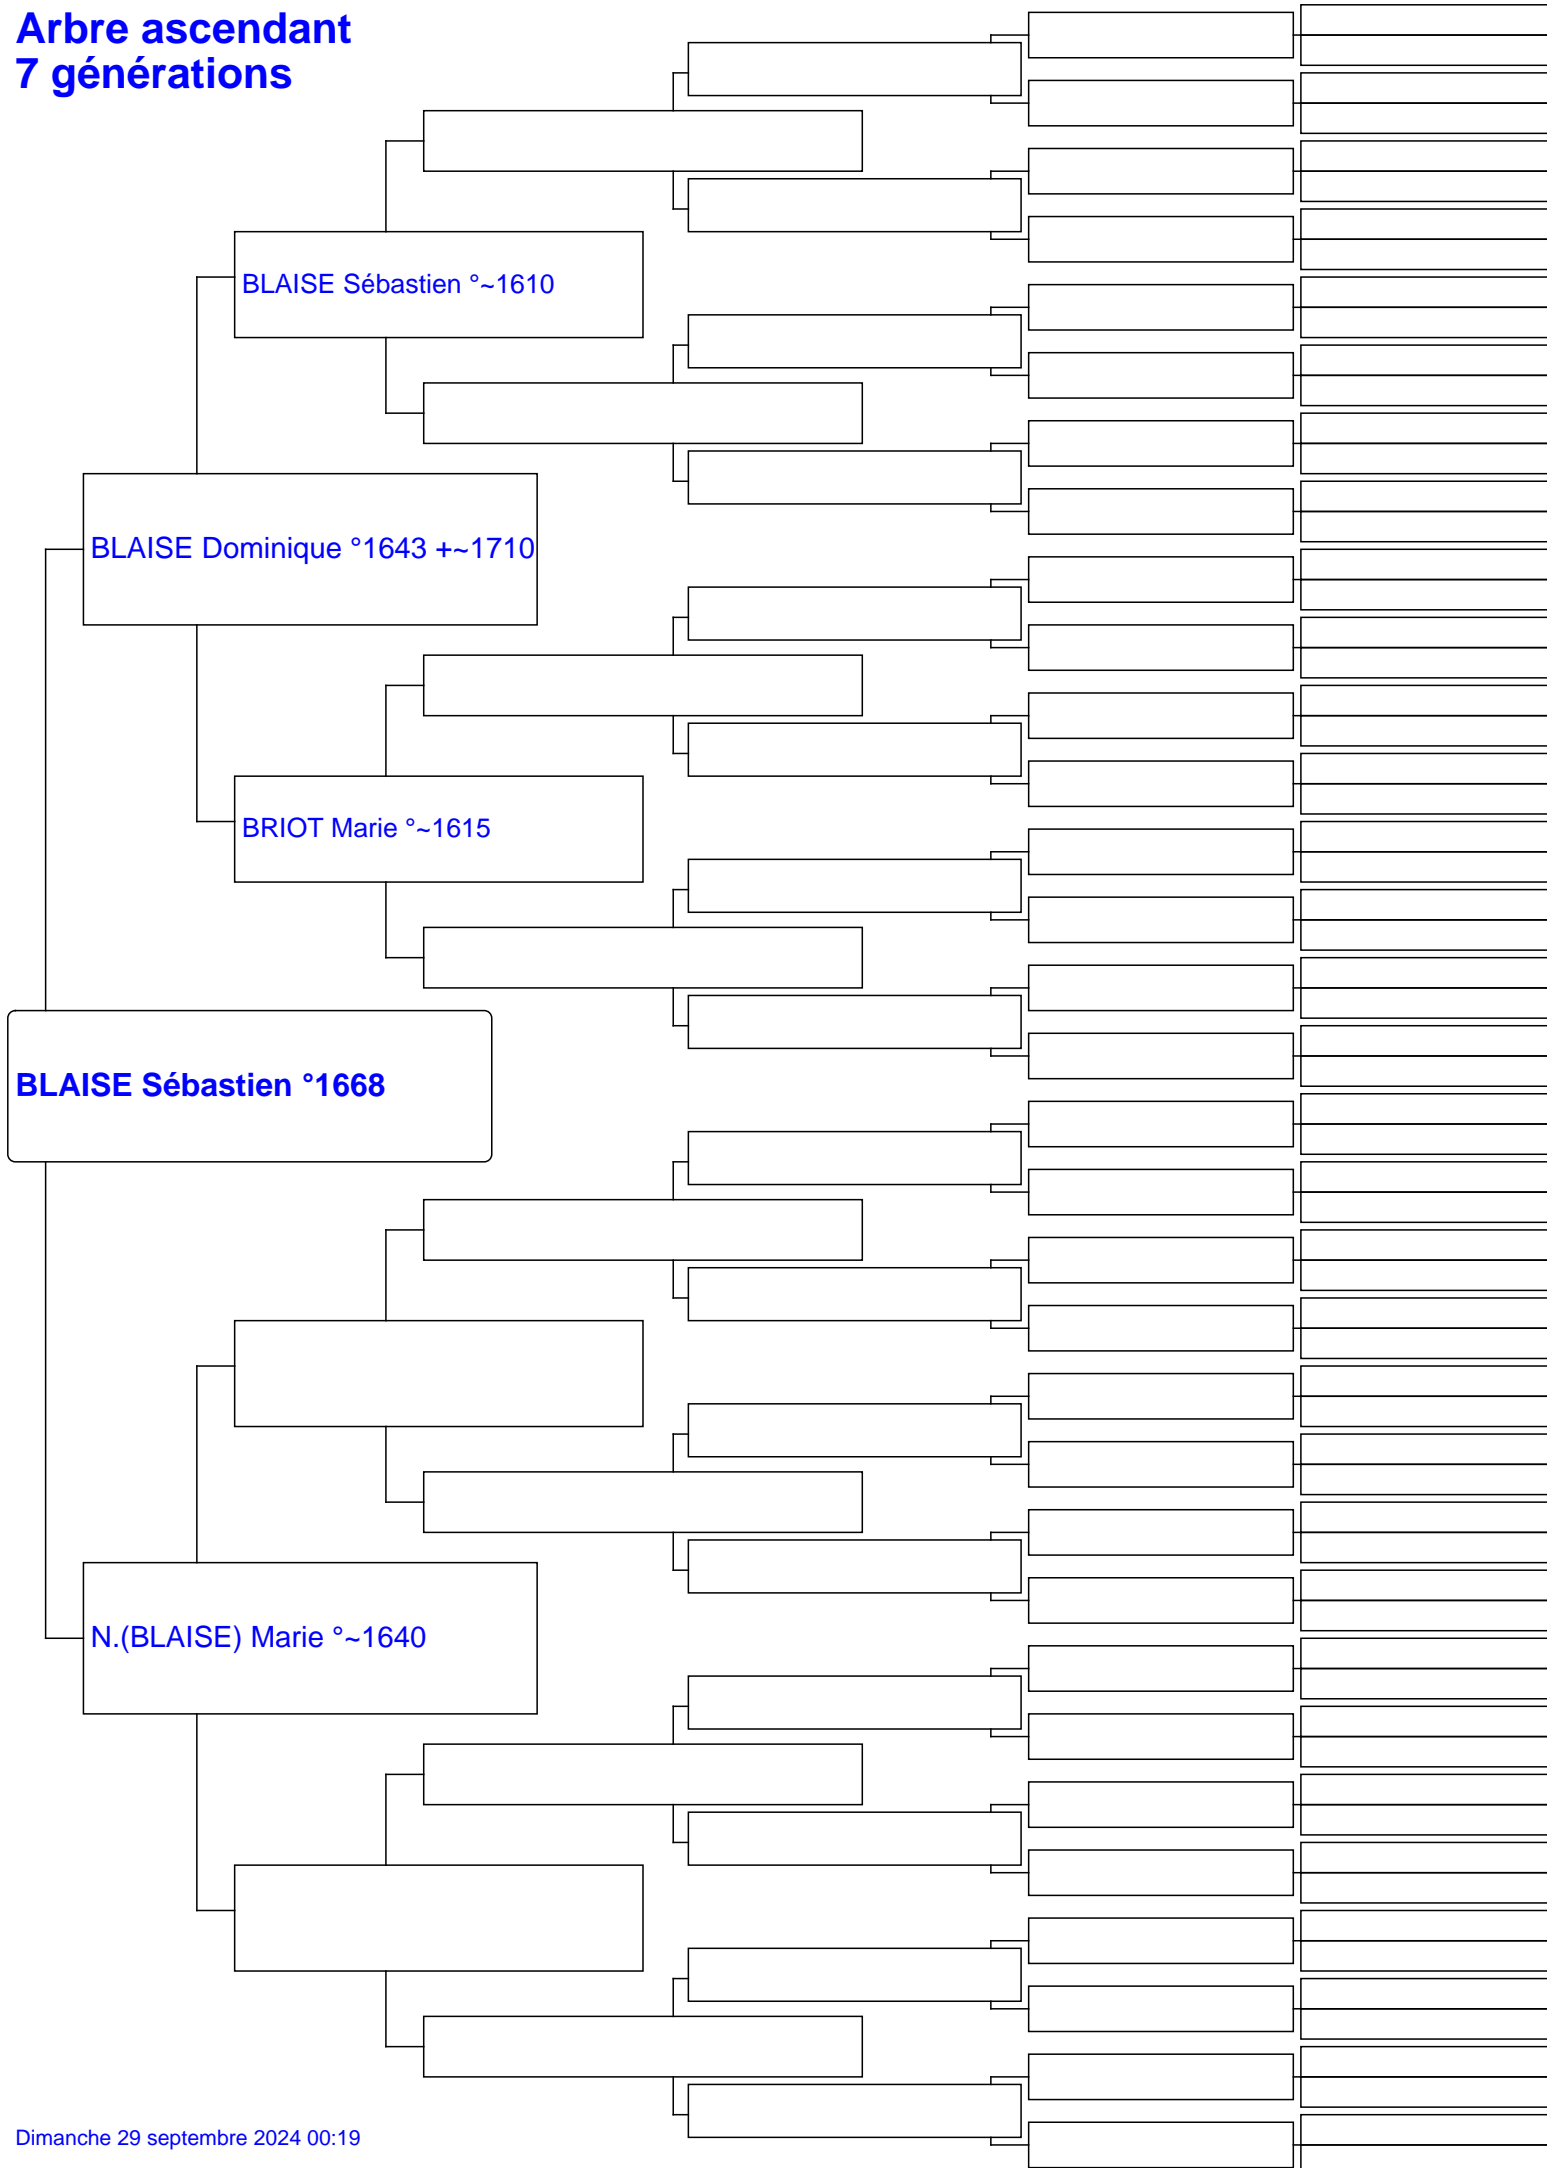 Arbre ascendant
7 générations
BLAISE Sébastien °~1610
BLAISE Dominique °1643 +~1710
BRIOT Marie °~1615
BLAISE Sébastien °1668
N.(BLAISE) Marie °~1640
Dimanche 29 septembre 2024 00:19